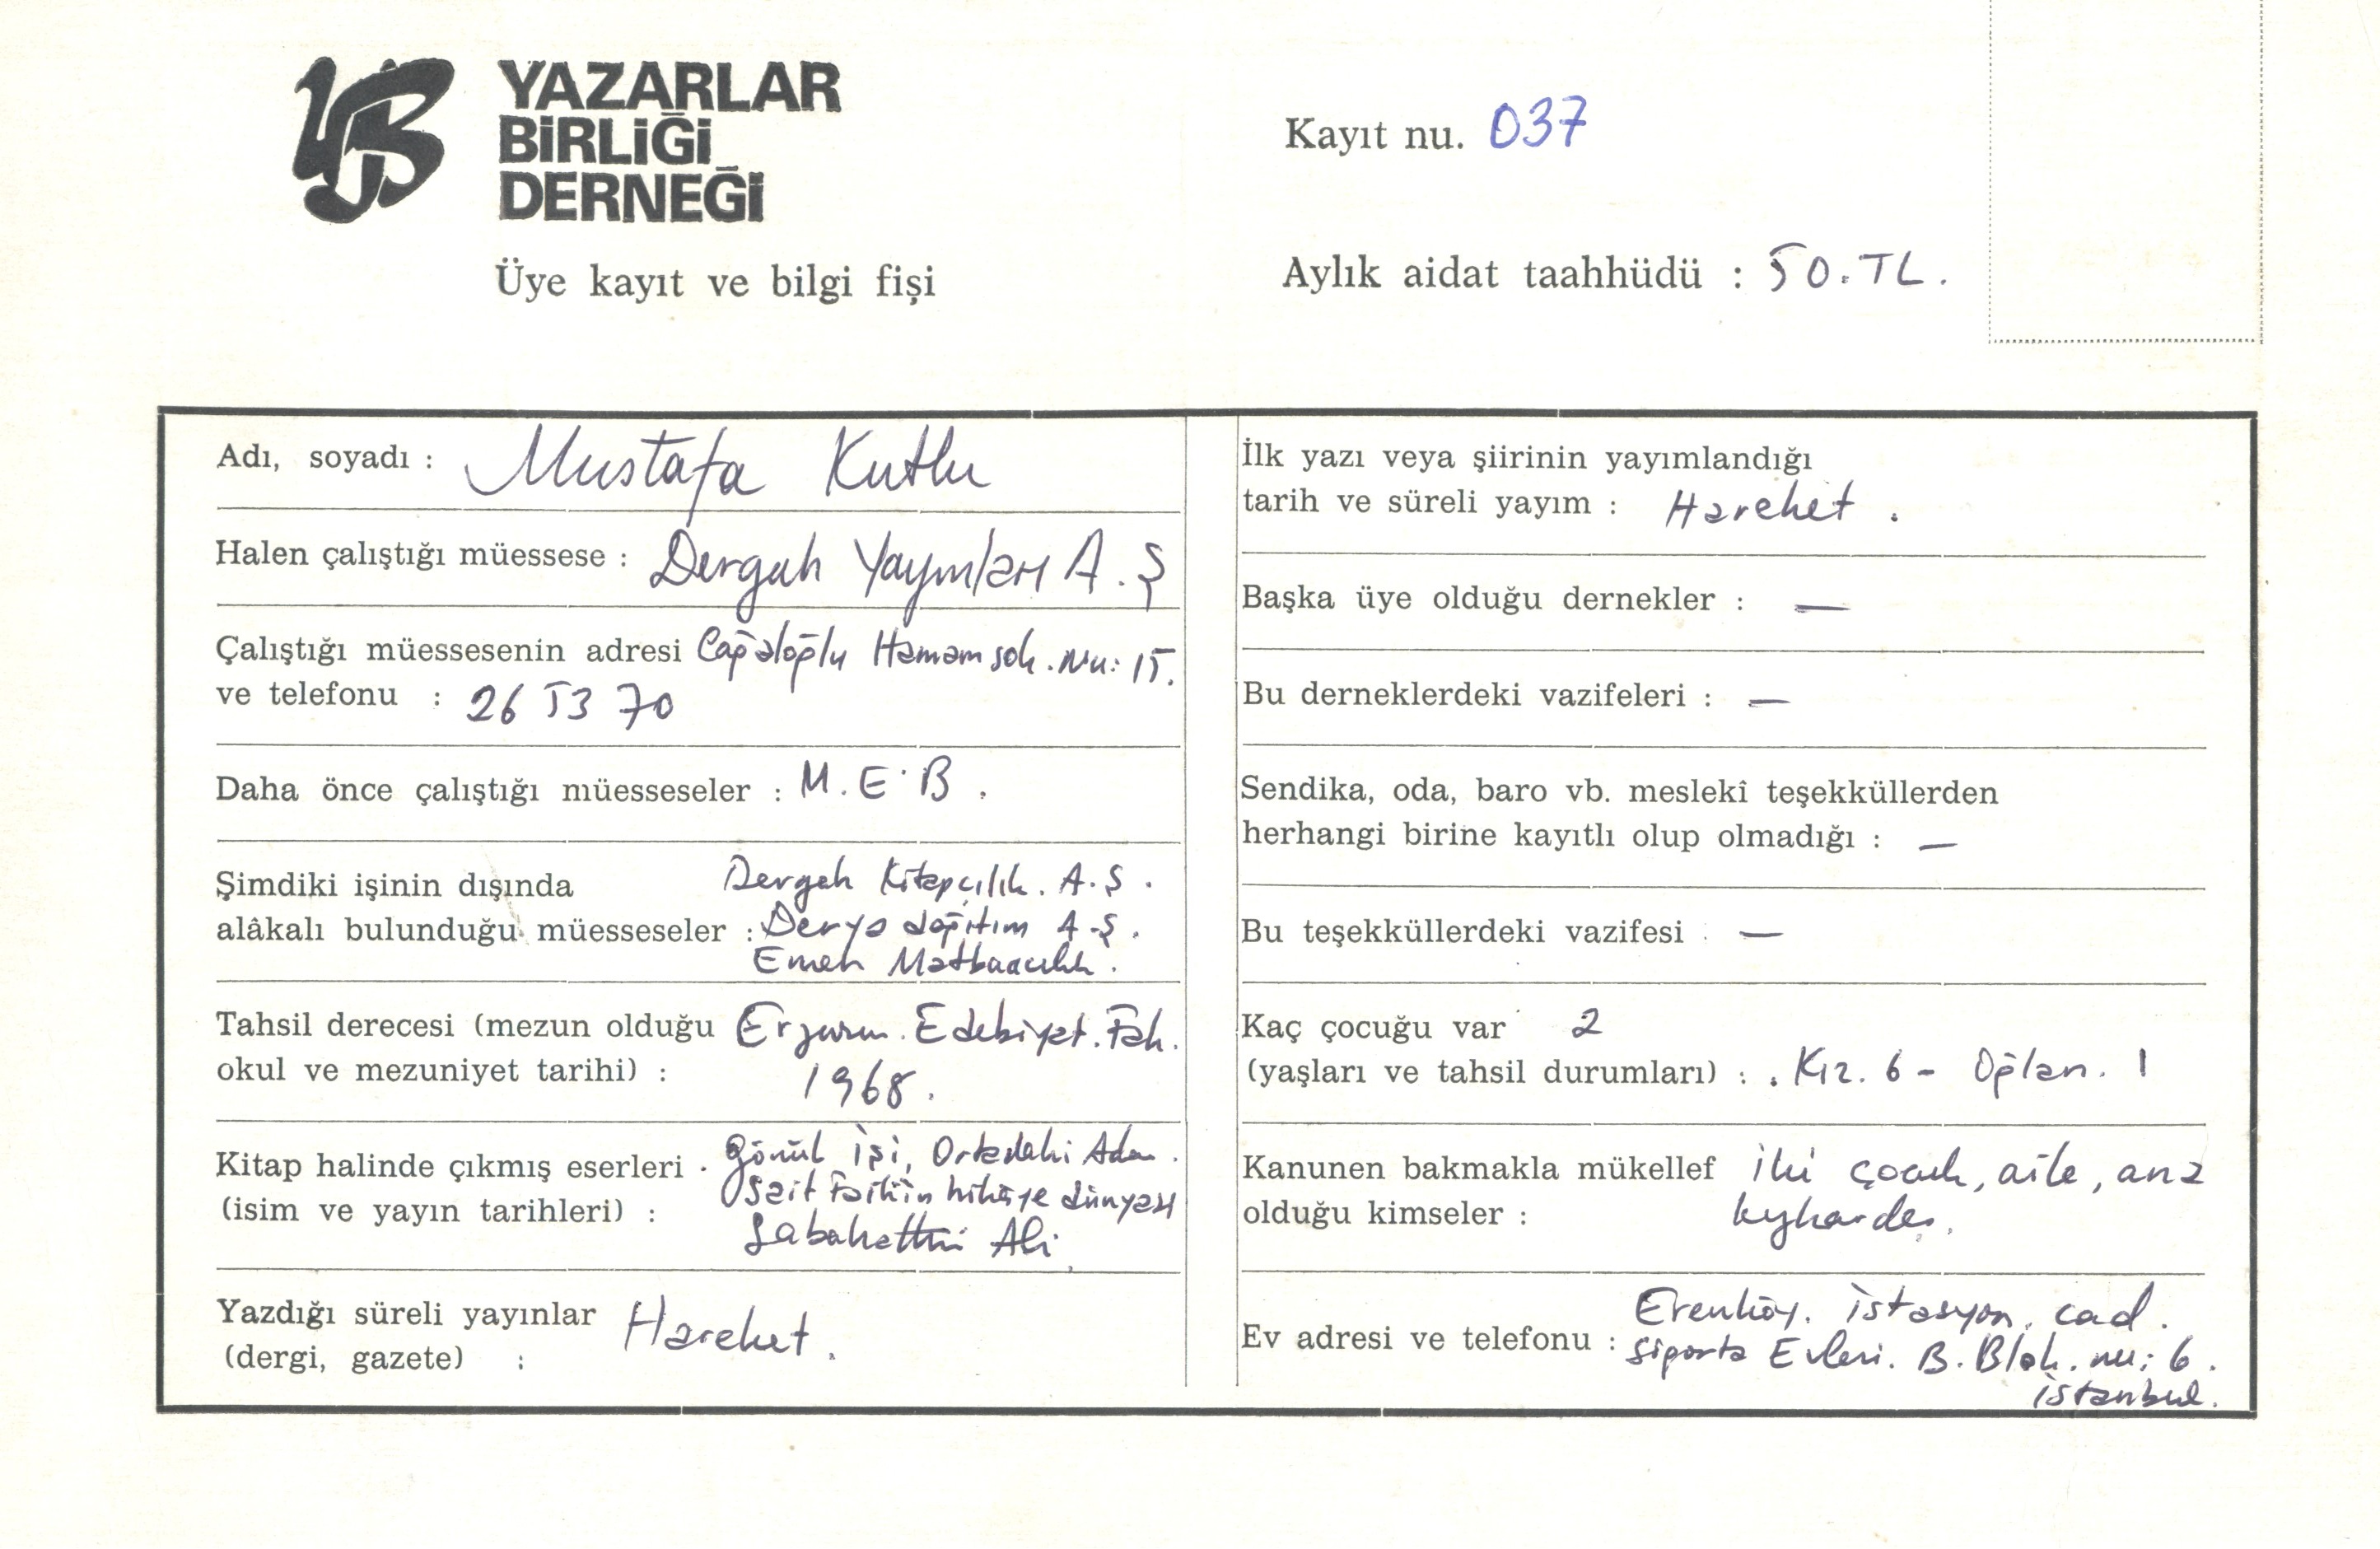 YAZARLAR
BİRLİĞİ
DERNEĞİ
Üye kayıt ve bilgi fişi
Kayıt nu. 037
Aylık aidat taahhüdü : 50.TL.
Adı, soyadı : Mustafa Kutlu
Halen çalıştığı müessese : Dergah Yayınları A.Ş
Çalıştığı müessesenin adresi Cağaloğlu Hamam sok. Nu: 15.
ve telefonu : 26 53 70
Daha önce çalıştığı müesseseler : M.E.B.
Şimdiki işinin dışında Dergah Kitapçılık. A.Ş.
alâkalı bulunduğu müesseseler : Derya dağıtım A.Ş.
Emek Matbaacılık.
Tahsil derecesi (mezun olduğu Erzurum. Edebiyat. Fak.
okul ve mezuniyet tarihi) : 1968.
Kitap halinde çıkmış eserleri . Gönül işi, Ortadaki Adam.
(isim ve yayın tarihleri) : Sait Faik'in hikâye dünyası
Sabahattin Ali
Yazdığı süreli yayınlar Hareket.
(dergi, gazete) :
İlk yazı veya şiirinin yayımlandığı
tarih ve süreli yayım : Hareket.
Başka üye olduğu dernekler : —
Bu derneklerdeki vazifeleri : —
Sendika, oda, baro vb. meslekî teşekküllerden
herhangi birine kayıtlı olup olmadığı : —
Bu teşekküllerdeki vazifesi : —
Kaç çocuğu var 2
(yaşları ve tahsil durumları) : . Kız. 6 - Oğlan. 1
Kanunen bakmakla mükellef iki çocuk, aile, ana
olduğu kimseler : kızkardeş.
Erenköy. istasyon. cad.
Ev adresi ve telefonu : Sigorta Evleri. B. Blok. nu: 6.
istanbul.